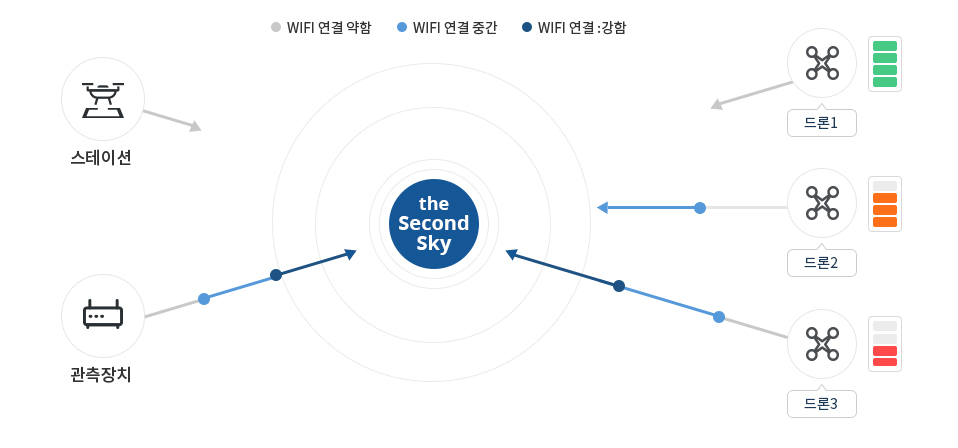 WIFI 연결 약함
WIFI 연결 중간
WIFI 연결 :강함
스테이션
관측장치
the
Second
Sky
드론1
드론2
드론3